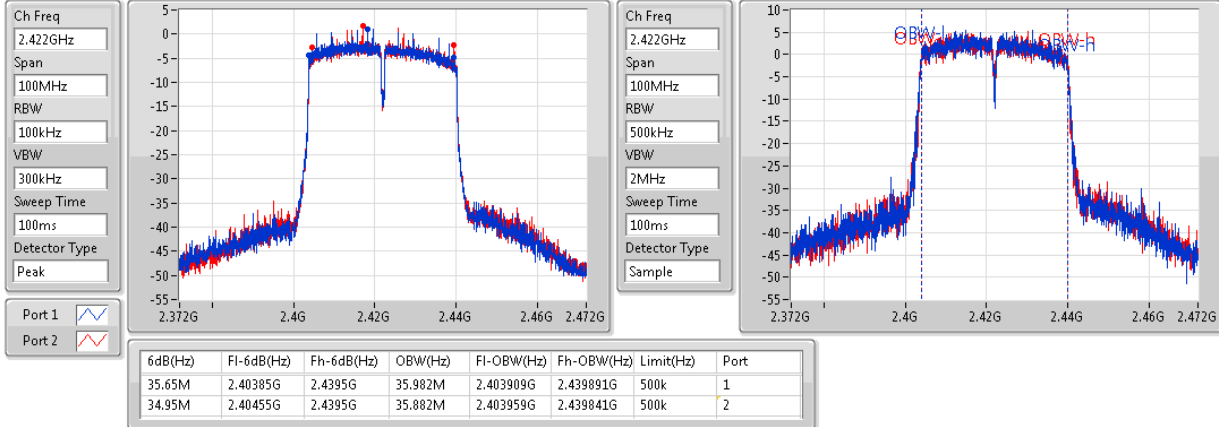 Ch Freq
2.422GHz
Span
100MHz
RBW
100kHz
VBW
300kHz
Sweep Time
100ms
Detector Type
Peak
Port 1
Port 2
5
0
-5
-10
-15
-20
-25
-30
-35
-40
-45
-50
-55
2.372G 2.4G 2.42G 2.44G 2.46G 2.472G
Ch Freq
2.422GHz
Span
100MHz
RBW
500kHz
VBW
2MHz
Sweep Time
100ms
Detector Type
Sample
10
5
0
-5
-10
-15
-20
-25
-30
-35
-40
-45
-50
-55
OBW-l OBW-h
OBW-l OBW-h
2.372G 2.4G 2.42G 2.44G 2.46G 2.472G
6dB(Hz) Fl-6dB(Hz) Fh-6dB(Hz) OBW(Hz) Fl-OBW(Hz) Fh-OBW(Hz) Limit(Hz) Port
35.65M 2.40385G 2.4395G 35.982M 2.403909G 2.439891G 500k 1
34.95M 2.40455G 2.4395G 35.882M 2.403959G 2.439841G 500k 2